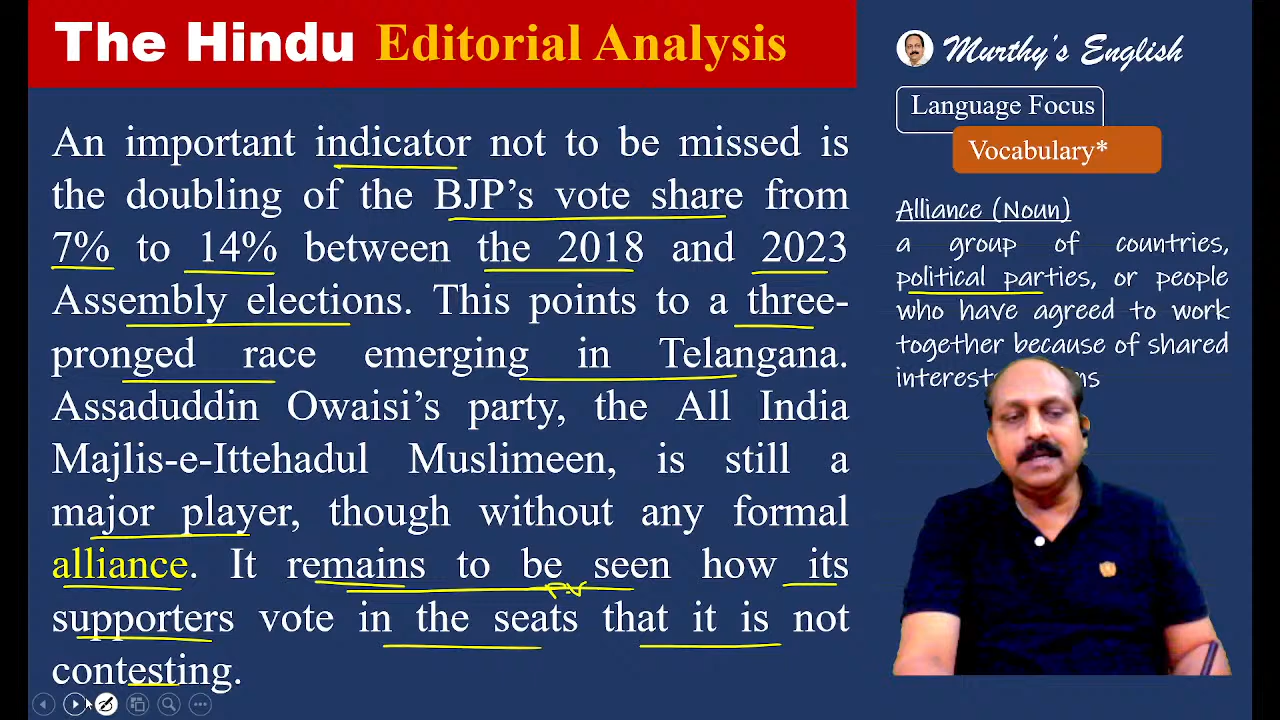 The Hindu Editorial Analysis
An important indicator not to be missed is
the doubling of the BJP's vote share from
7% to 14% between the 2018 and 2023
Assembly elections. This points to a three-
pronged race emerging in Telangana.
Assaduddin Owaisi's party, the All India
Majlis-e-Ittehadul Muslimeen, is still a
major player, though without any formal
alliance. It remains to be seen how its
supporters vote in the seats that it is not
contesting.
Murthy's English
Language Focus
Vocabulary*
Alliance (Noun)
a group of countries,
political parties, or people
who have agreed to work
together because of shared